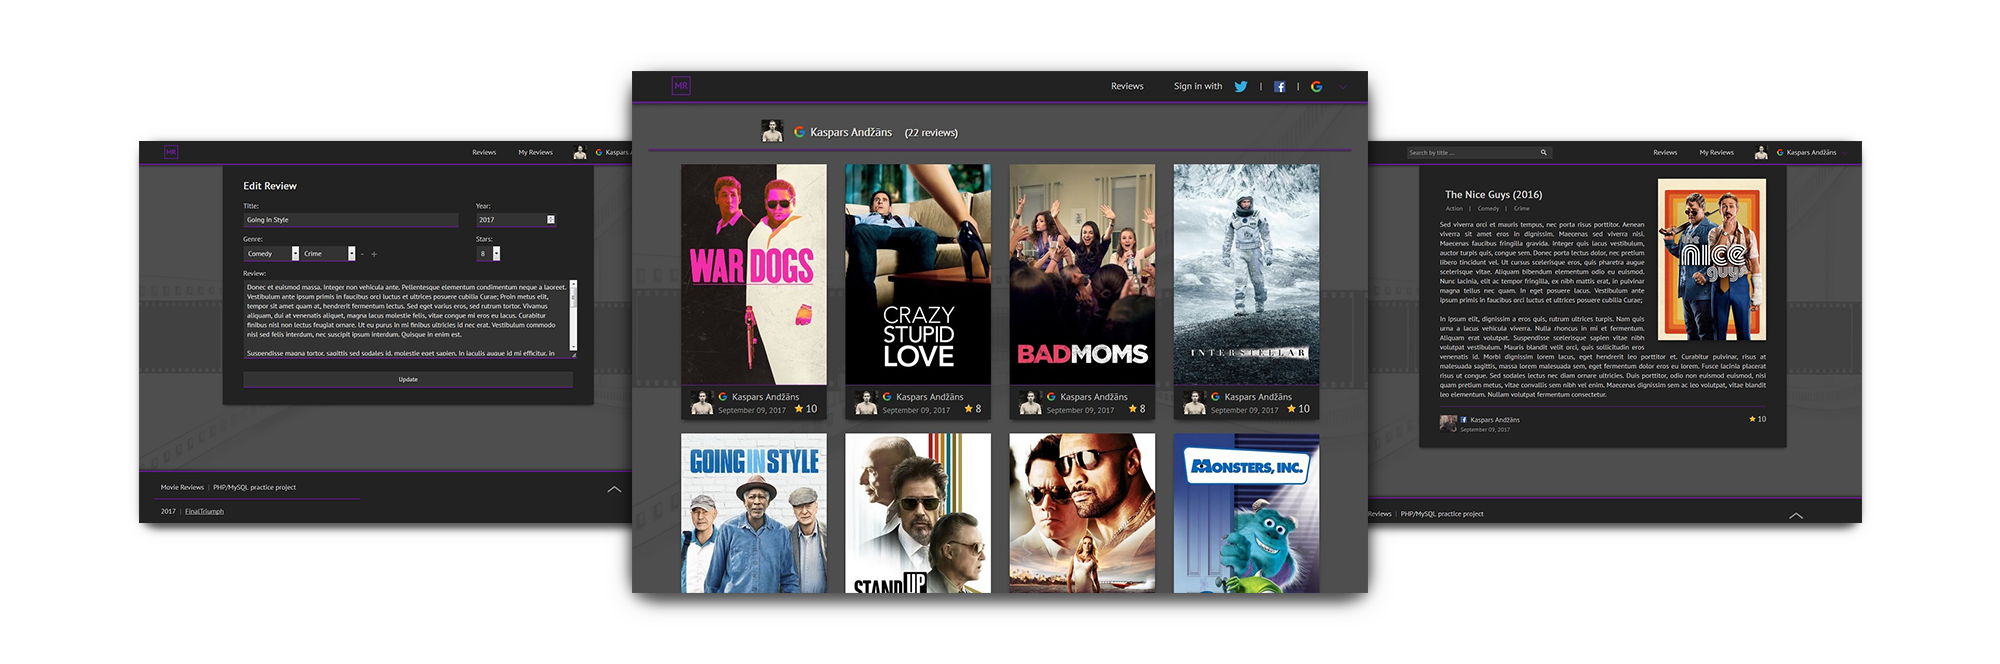 MR
Reviews
My Reviews
Kaspars A
Edit Review
Title:
Year:
Going in Style
2017
Genre:
Stars:
Comedy
Crime
- +
8
Review:
Donec et euismod massa. Integer non vehicula ante. Pellentesque elementum condimentum neque a laoreet.
Vestibulum ante ipsum primis in faucibus orci luctus et ultrices posuere cubilia Curae; Proin metus elit,
tempor sit amet quam at, hendrerit fermentum lectus. Sed eget varius eros, sed rutrum tortor. Vivamus
aliquam, dui at venenatis aliquet, magna lacus molestie felis, vitae congue mi eros eu lacus. Curabitur
finibus nisl non lectus feugiat ornare. Ut eu purus in mi finibus ultricies id nec erat. Vestibulum commodo
nisl sed felis interdum, nec suscipit ipsum interdum. Quisque in enim est.
Suspendisse magna tortor, sagittis sed sodales id, molestie eget sapien. In iaculis augue id mi efficitur, in
Update
Movie Reviews | PHP/MySQL practice project
2017 | FinalTriumph
MR
Reviews
Sign in with
|
|
Kaspars Andžāns (22 reviews)
WAR DOGS
CRAZY
STUPID
LOVE
BADMOMS
INTERSTELLAR
Kaspars Andžāns
September 09, 2017
10
Kaspars Andžāns
September 09, 2017
8
Kaspars Andžāns
September 09, 2017
8
Kaspars Andžāns
September 09, 2017
10
GOING IN STYLE
STAND UP
MONSTERS, INC.
Search by title ...
Reviews
My Reviews
Kaspars Andžāns
The Nice Guys (2016)
Action | Comedy | Crime
Sed vitae orci et mauris tempus, nec porta risus porttitor. Aenean
viverra sit amet eros in dignissim. Maecenas sed viverra nisi.
Maecenas faucibus fringilla gravida. Integer quis lacus vestibulum,
auctor turpis quis, congue sem. Donec porta lectus dolor, nec pretium
libero tincidunt vel. Ut cursus scelerisque eros, quis pharetra augue
scelerisque vitae. Aliquam bibendum elementum odio eu euismod.
Nunc lacinia, elit ac tempor fringilla, ex nibh mattis erat, in pulvinar
magna tellus nec quam. In eget posuere lacus. Vestibulum ante
ipsum primis in faucibus orci luctus et ultrices posuere cubilia Curae;
In ipsum elit, dignissim a eros quis, rutrum ultrices turpis. Nam quis
urna a lacus vehicula viverra. Nulla rhoncus in mi et fermentum.
Aliquam erat volutpat. Suspendisse scelerisque sapien vitae nibh
volutpat vestibulum. Mauris blandit velit orci, quis sollicitudin eros
venenatis id. Morbi dignissim lorem lacus, eget hendrerit leo porttitor et. Curabitur pulvinar, risus at
malesuada sagittis, massa lorem malesuada sem, eget fermentum dolor eros eu lorem. Fusce lacinia placerat
risus ut congue. Sed sodales lectus nec diam ornare ultricies. Duis porttitor, odio non euismod euismod, nisi
quam pretium metus, vitae convallis sem nibh vel enim. Maecenas dignissim sem ac leo volutpat, vitae blandit
leo elementum. Nullam volutpat fermentum consectetur.
the
nice
guys
Kaspars Andžāns
September 09, 2017
10
Reviews | PHP/MySQL practice project